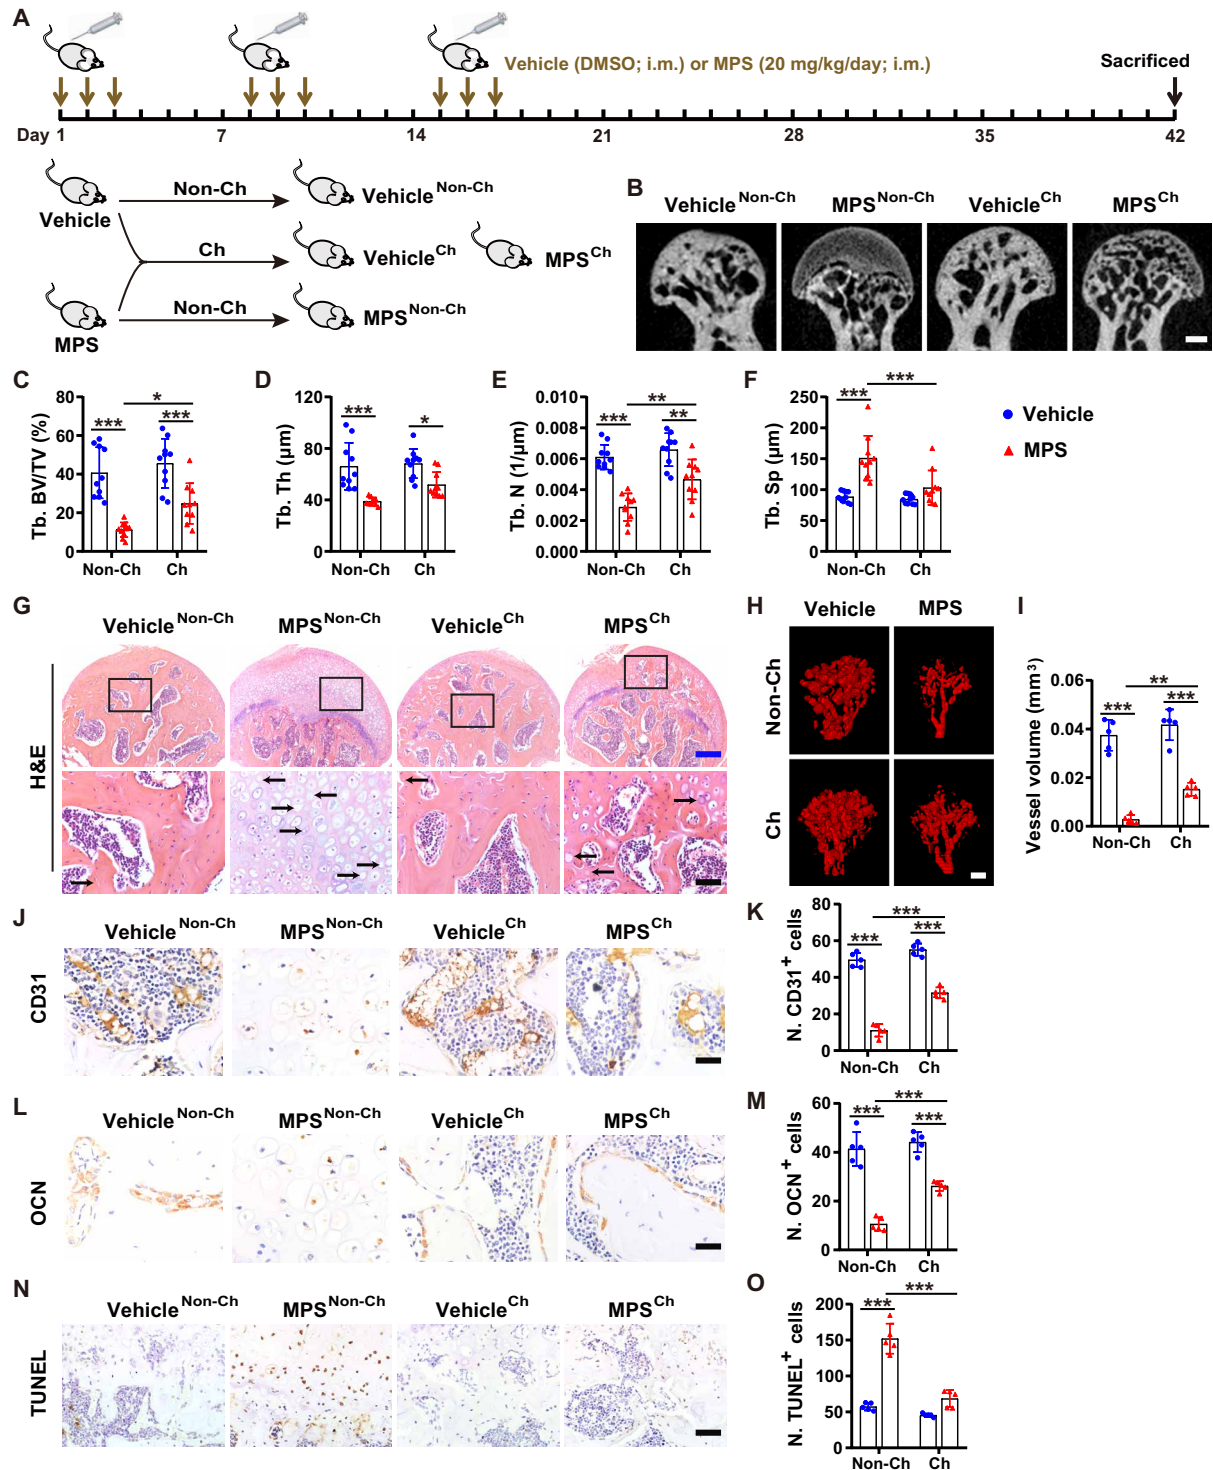 A
Vehicle (DMSO; i.m.) or MPS (20 mg/kg/day; i.m.)
Sacrificed
Day 1 7 14 21 28 35 42
Vehicle
Non-Ch
Vehicle Non-Ch
Ch
Vehicle Ch
MPS Ch
MPS
Non-Ch
MPS Non-Ch
B
Vehicle Non-Ch MPS Non-Ch Vehicle Ch MPS Ch
C
Tb. BV/TV (%)
80
60
40
20
0
*** *** *
Non-Ch Ch
D
Tb. Th (μm)
120
80
40
0
*** *
Non-Ch Ch
E
Tb. N (1/μm)
0.010
0.008
0.006
0.004
0.002
0.000
*** ** **
Non-Ch Ch
F
Tb. Sp (μm)
250
200
150
100
50
0
*** ***
Non-Ch Ch
Vehicle
MPS
G
Vehicle Non-Ch MPS Non-Ch Vehicle Ch MPS Ch
H&E
H
Vehicle MPS
Non-Ch
Ch
I
Vessel volume (mm³)
0.06
0.04
0.02
0.00
*** *** **
Non-Ch Ch
J
Vehicle Non-Ch MPS Non-Ch Vehicle Ch MPS Ch
CD31
K
N. CD31+ cells
80
60
40
20
0
*** *** ***
Non-Ch Ch
L
Vehicle Non-Ch MPS Non-Ch Vehicle Ch MPS Ch
OCN
M
N. OCN+ cells
60
40
20
0
*** *** ***
Non-Ch Ch
N
Vehicle Non-Ch MPS Non-Ch Vehicle Ch MPS Ch
TUNEL
O
N. TUNEL+ cells
200
150
100
50
0
*** ***
Non-Ch Ch